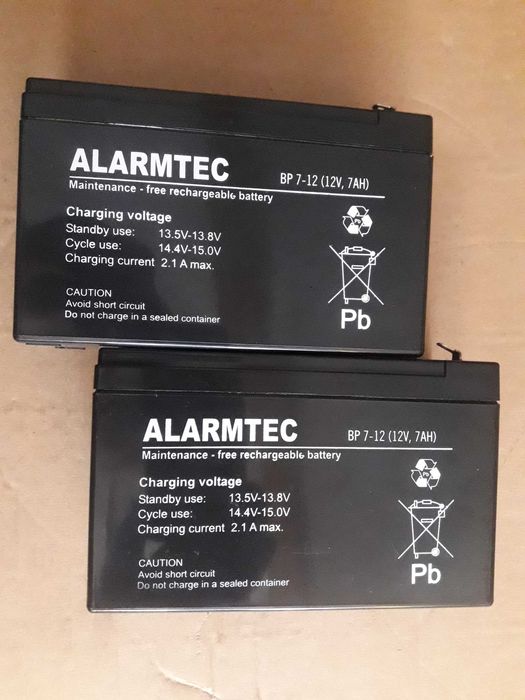 ALARMTEC BP 7-12 (12V, 7AH)
Maintenance - free rechargeable battery
Charging voltage
Standby use: 13.5V-13.8V
Cycle use: 14.4V-15.0V
Charging current 2.1 A max.
CAUTION
Avoid short circuit
Do not charge in a sealed container
Pb
ALARMTEC BP 7-12 (12V, 7AH)
Maintenance - free rechargeable battery
Charging voltage
Standby use: 13.5V-13.8V
Cycle use: 14.4V-15.0V
Charging current 2.1 A max.
CAUTION
Avoid short circuit
Do not charge in a sealed container
Pb